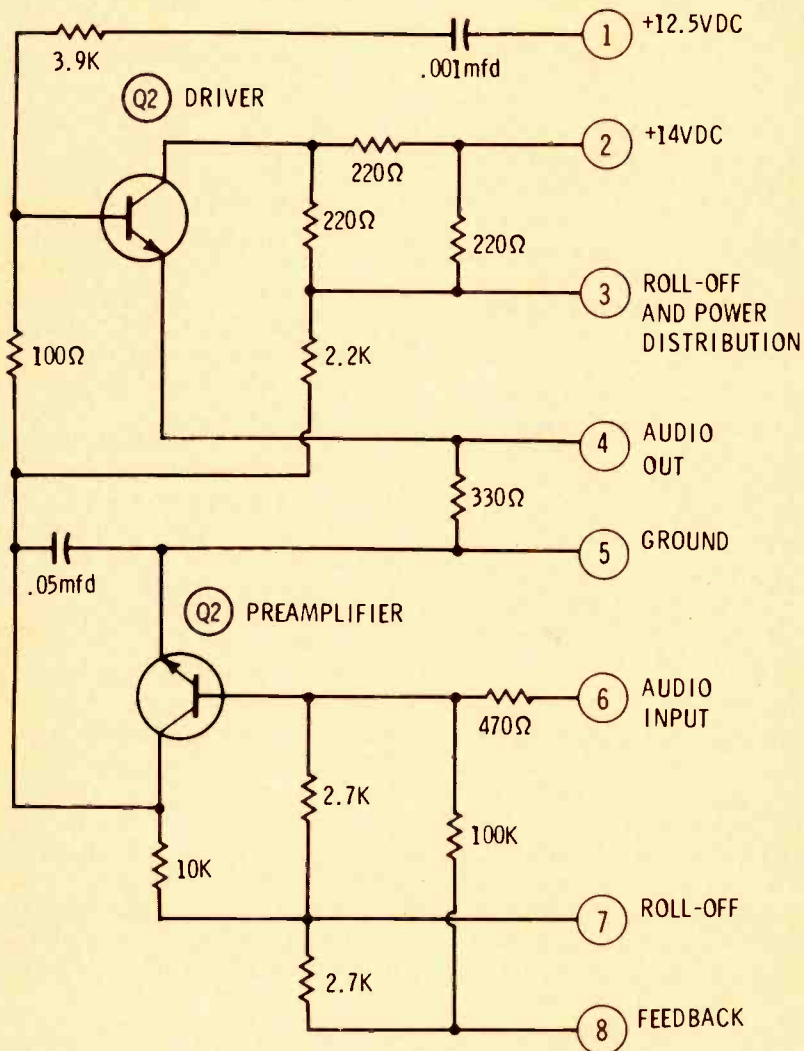 1 +12.5VDC
3.9K
.001mfd
Q2 DRIVER
2 +14VDC
220Ω
220Ω
220Ω
3 ROLL-OFF
AND POWER
DISTRIBUTION
100Ω
2.2K
4 AUDIO
OUT
330Ω
5 GROUND
.05mfd
Q2 PREAMPLIFIER
6 AUDIO
INPUT
470Ω
2.7K
100K
10K
7 ROLL-OFF
2.7K
8 FEEDBACK